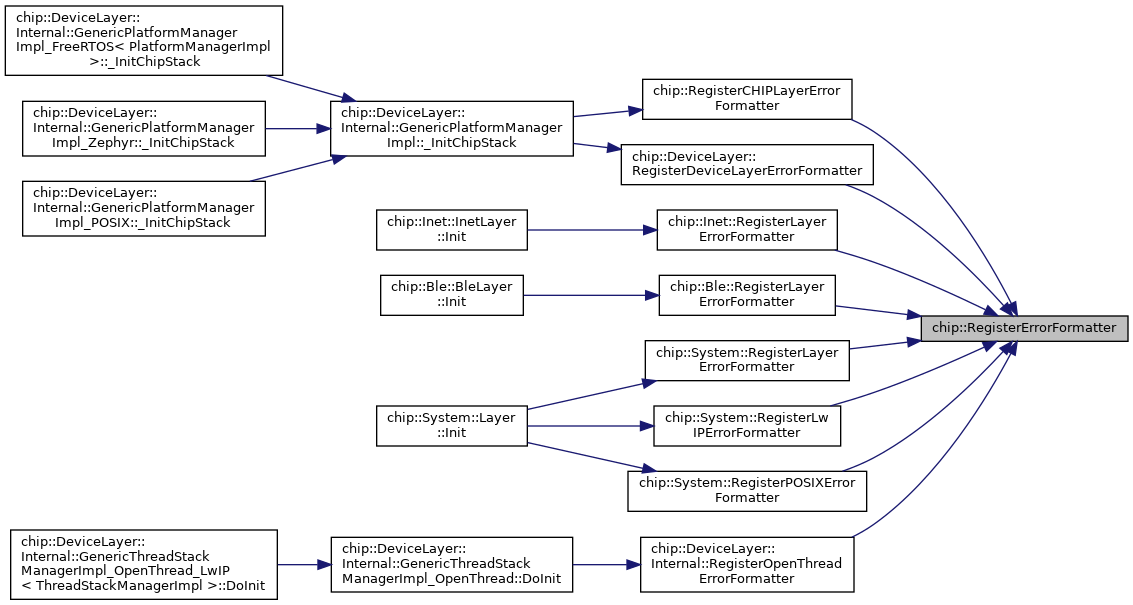 chip::DeviceLayer::
Internal::GenericPlatformManager
Impl_FreeRTOS< PlatformManagerImpl
>::_InitChipStack
chip::DeviceLayer::
Internal::GenericPlatformManager
Impl_Zephyr::_InitChipStack
chip::DeviceLayer::
Internal::GenericPlatformManager
Impl_POSIX::_InitChipStack
chip::DeviceLayer::
Internal::GenericPlatformManager
Impl::_InitChipStack
chip::RegisterCHIPLayerError
Formatter
chip::DeviceLayer::
RegisterDeviceLayerErrorFormatter
chip::Inet::InetLayer
::Init
chip::Inet::RegisterLayer
ErrorFormatter
chip::Ble::BleLayer
::Init
chip::Ble::RegisterLayer
ErrorFormatter
chip::RegisterErrorFormatter
chip::System::RegisterLayer
ErrorFormatter
chip::System::Layer
::Init
chip::System::RegisterLw
IPErrorFormatter
chip::System::RegisterPOSIXError
Formatter
chip::DeviceLayer::
Internal::GenericThreadStack
ManagerImpl_OpenThread_LwIP
< ThreadStackManagerImpl >::DoInit
chip::DeviceLayer::
Internal::GenericThreadStack
ManagerImpl_OpenThread::DoInit
chip::DeviceLayer::
Internal::RegisterOpenThread
ErrorFormatter